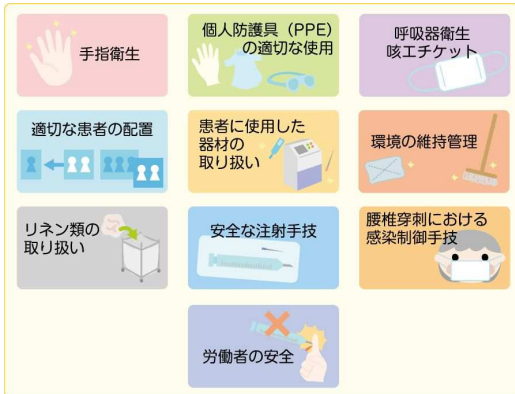 手指衛生
個人防護具（PPE）
の適切な使用
呼吸器衛生
咳エチケット
適切な患者の配置
患者に使用した
器材の
取り扱い
環境の維持管理
リネン類の
取り扱い
安全な注射手技
腰椎穿刺における
感染制御手技
労働者の安全